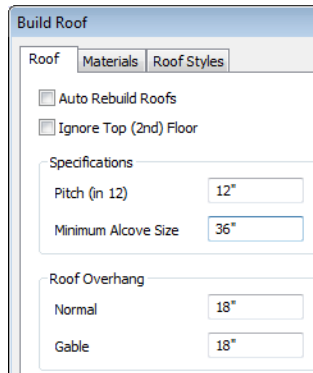 Build Roof
Roof Materials Roof Styles
Auto Rebuild Roofs
Ignore Top (2nd) Floor
Specifications
Pitch (in 12) 12"
Minimum Alcove Size 36"
Roof Overhang
Normal 18"
Gable 18"